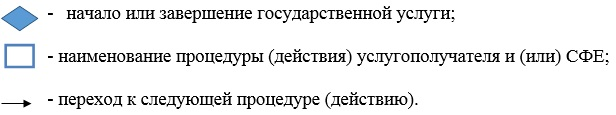 - начало или завершение государственной услуги;
- наименование процедуры (действия) услугополучателя и (или) СФЕ;
- переход к следующей процедуре (действию).